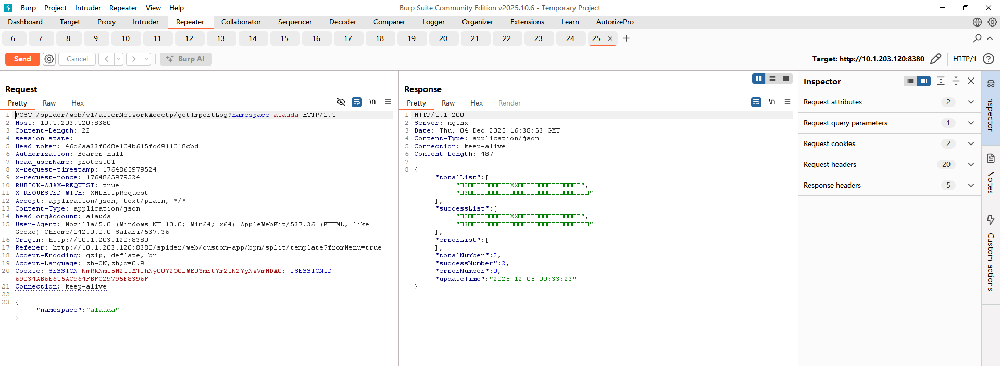 Burp Project Intruder Repeater View Help
Burp Suite Community Edition v2025.10.6 - Temporary Project
Dashboard Target Proxy Intruder Repeater Collaborator Sequencer Decoder Comparer Logger Organizer Extensions Learn AutorizePro
6 7 8 9 10 11 12 13 14 15 16 17 18 19 20 21 22 23 24 25 × +
Send Cancel < > Burp AI
Target: http://10.1.203.120:8380 HTTP/1 ?
Request
Pretty Raw Hex \n
1 POST /spider/web/v1/alterNetworkAccetp/getImportLog?namespace=alauda HTTP/1.1
2 Host: 10.1.203.120:8380
3 Content-Length: 22
4 session_state:
5 Head_token: 46c6aa33f0d8e104b615fcd911018cbd
6 Authorization: Bearer null
7 head_userName: protest01
8 x-request-timestamp: 1764865979524
9 x-request-nonce: 1764865979524
10 RUBICK-AJAX-REQUEST: true
11 X-REQUESTED-WITH: XMLHttpRequest
12 Accept: application/json, text/plain, */*
13 Content-Type: application/json
14 head_orgAccount: alauda
15 User-Agent: Mozilla/5.0 (Windows NT 10.0; Win64; x64) AppleWebKit/537.36 (KHTML, like
Gecko) Chrome/142.0.0.0 Safari/537.36
16 Origin: http://10.1.203.120:8380
17 Referer: http://10.1.203.120:8380/spider/web/custom-app/bpm/split/template?fromMenu=true
18 Accept-Encoding: gzip, deflate, br
19 Accept-Language: zh-CN,zh;q=0.9
20 Cookie: SESSION=NmRkNmI5M2ItMTJhNy00Y2Q0LWE0YmEtYmZiN2YyNWVmMDA0; JSESSIONID=
69034AB6E615AC964FBFC29795F8396F
21 Connection: keep-alive
22
23 {
"namespace":"alauda"
}
Response
Pretty Raw Hex Render \n
1 HTTP/1.1 200
2 Server: nginx
3 Date: Thu, 04 Dec 2025 16:38:53 GMT
4 Content-Type: application/json
5 Connection: keep-alive
6 Content-Length: 487
7
8 {
"totalList":[
"□2□□□□□□□□□□XX□□□□□□□□□□□□□□□",
"□3□□□□□□□□□□□□□□□□□□□□□□□□□□□□□"
],
"successList":[
"□2□□□□□□□□□□XX□□□□□□□□□□□□□□□",
"□3□□□□□□□□□□□□□□□□□□□□□□□□□□□□□"
],
"errorList":[
],
"totalNumber":2,
"successNumber":2,
"errorNumber":0,
"updateTime":"2025-12-05 00:33:23"
}
Inspector
Request attributes 2
Request query parameters 1
Request cookies 2
Request headers 20
Response headers 5
Inspector
Notes
Custom actions